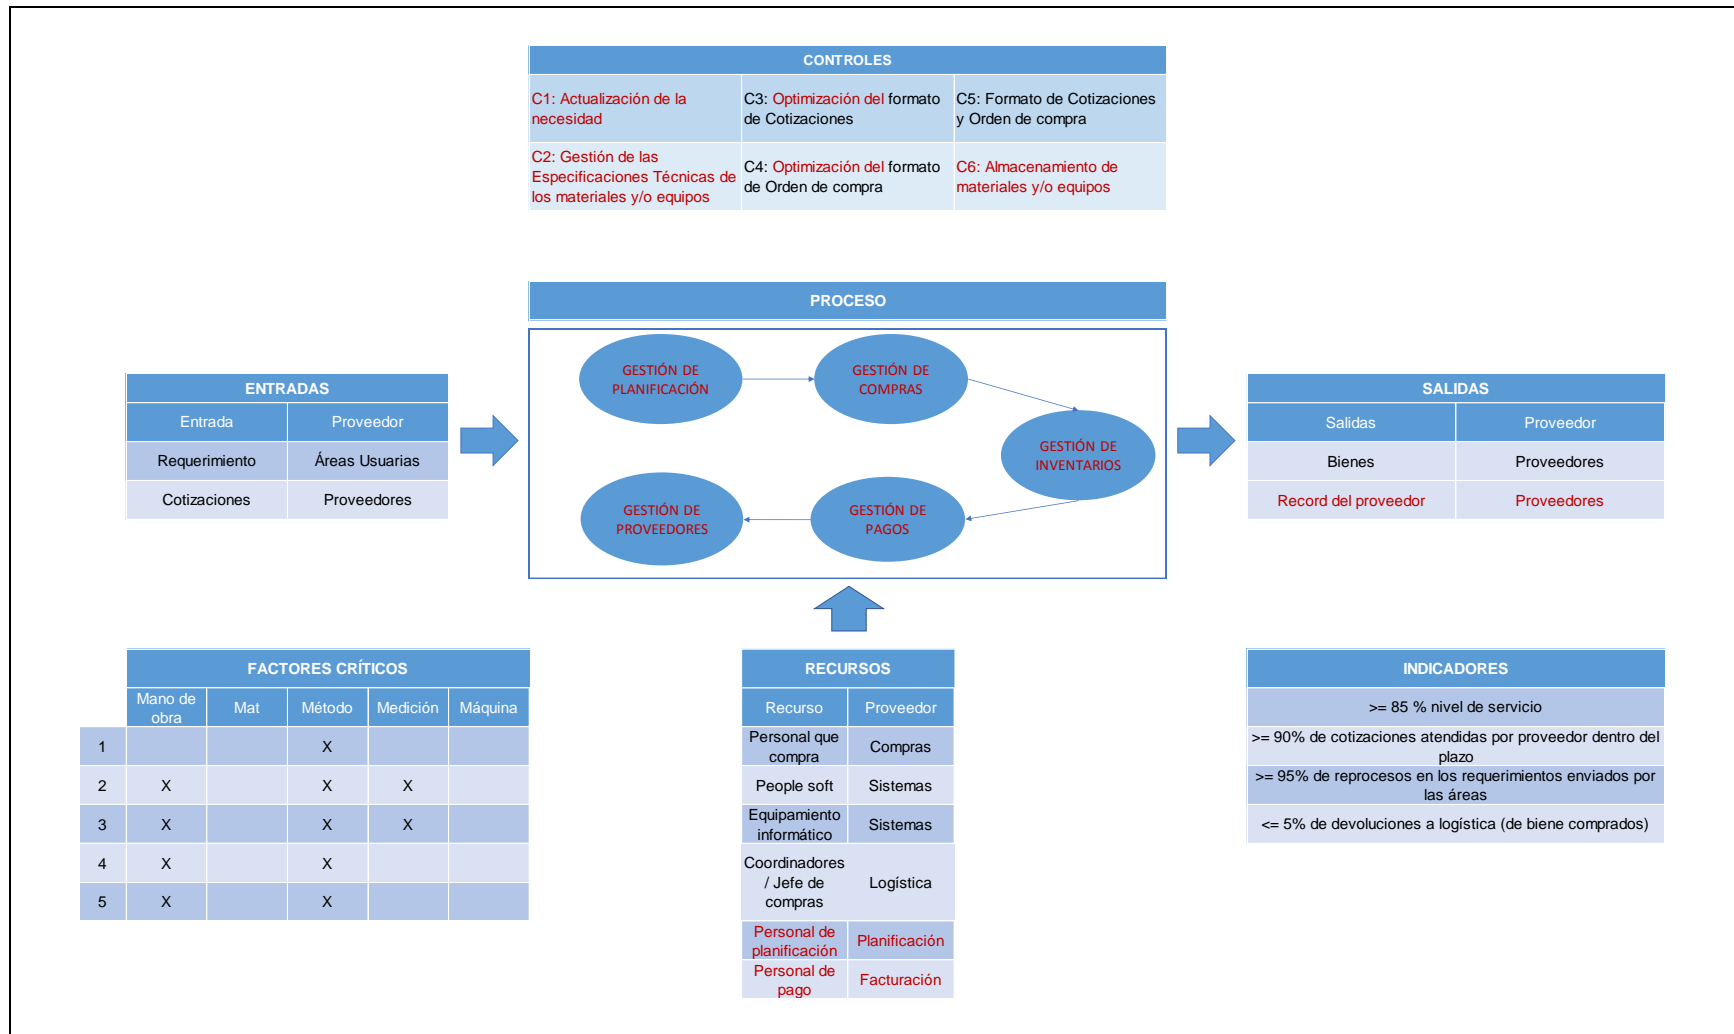 CONTROLES
C1: Actualización de la
necesidad
C3: Optimización del formato
de Cotizaciones
C5: Formato de Cotizaciones
y Orden de compra
C2: Gestión de las
Especificaciones Técnicas de
los materiales y/o equipos
C4: Optimización del formato
de Orden de compra
C6: Almacenamiento de
materiales y/o equipos
PROCESO
GESTIÓN DE
PLANIFICACIÓN
GESTIÓN DE
COMPRAS
GESTIÓN DE
INVENTARIOS
GESTIÓN DE
PAGOS
GESTIÓN DE
PROVEEDORES
ENTRADAS
Entrada Proveedor
Requerimiento Áreas Usuarias
Cotizaciones Proveedores
SALIDAS
Salidas Proveedor
Bienes Proveedores
Record del proveedor Proveedores
FACTORES CRÍTICOS
Mano de
obra
Mat Método Medición Máquina
1 X
2 X X X
3 X X X
4 X X
5 X X
RECURSOS
Recurso Proveedor
Personal que
compra
Compras
People soft Sistemas
Equipamiento
informático
Sistemas
Coordinadores
/ Jefe de
compras
Logística
Personal de
planificación
Planificación
Personal de
pago
Facturación
INDICADORES
>= 85 % nivel de servicio
>= 90% de cotizaciones atendidas por proveedor dentro del
plazo
>= 95% de reprocesos en los requerimientos enviados por
las áreas
<= 5% de devoluciones a logística (de biene comprados)